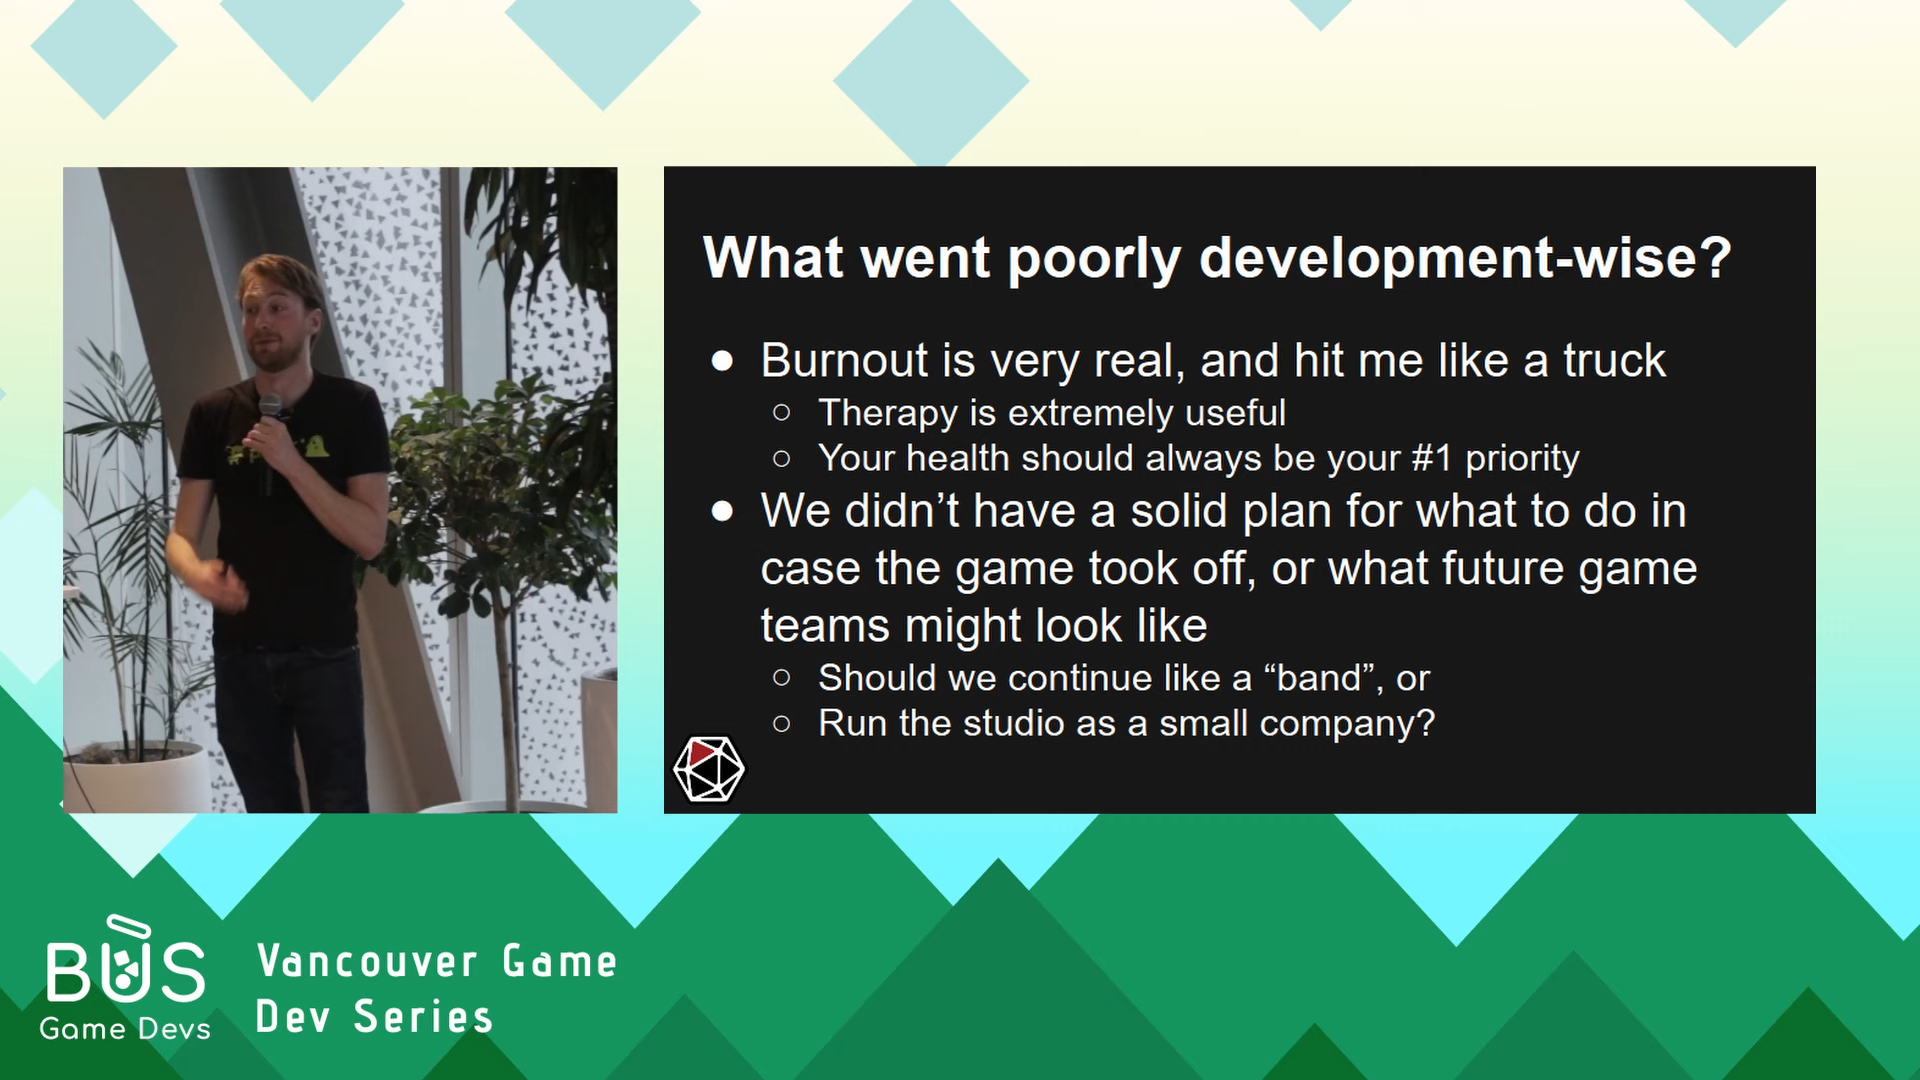 What went poorly development-wise?
● Burnout is very real, and hit me like a truck
○ Therapy is extremely useful
○ Your health should always be your #1 priority
● We didn’t have a solid plan for what to do in
case the game took off, or what future game
teams might look like
○ Should we continue like a “band”, or
○ Run the studio as a small company?
BUS
Game Devs
Vancouver Game
Dev Series